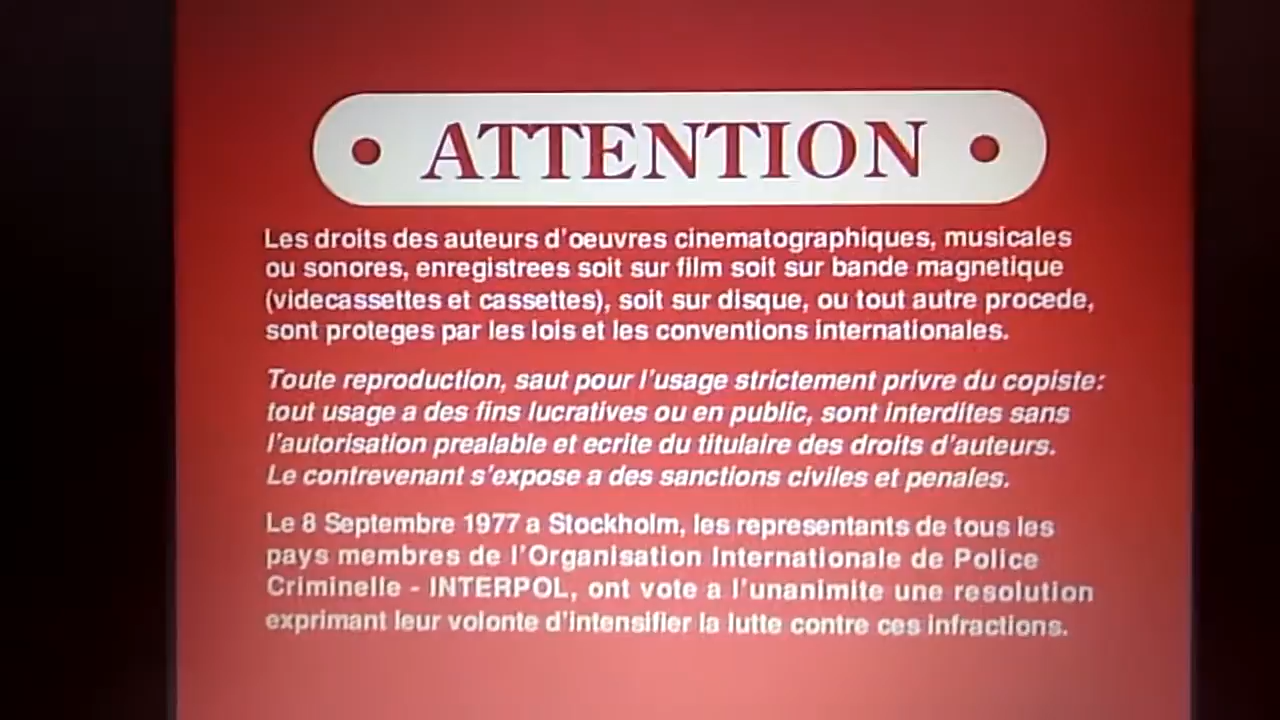 • ATTENTION •
Les droits des auteurs d'oeuvres cinematographiques, musicales
ou sonores, enregistrees soit sur film soit sur bande magnetique
(videcassettes et cassettes), soit sur disque, ou tout autre procede,
sont proteges par les lois et les conventions internationales.
Toute reproduction, saut pour l'usage strictement privre du copiste:
tout usage a des fins lucratives ou en public, sont interdites sans
l'autorisation prealable et ecrite du titulaire des droits d'auteurs.
Le contrevenant s'expose a des sanctions civiles et penales.
Le 8 Septembre 1977 a Stockholm, les representants de tous les
pays membres de l'Organisation Internationale de Police
Criminelle - INTERPOL, ont vote a l'unanimite une resolution
exprimant leur volonte d'intensifier la lutte contre ces infractions.